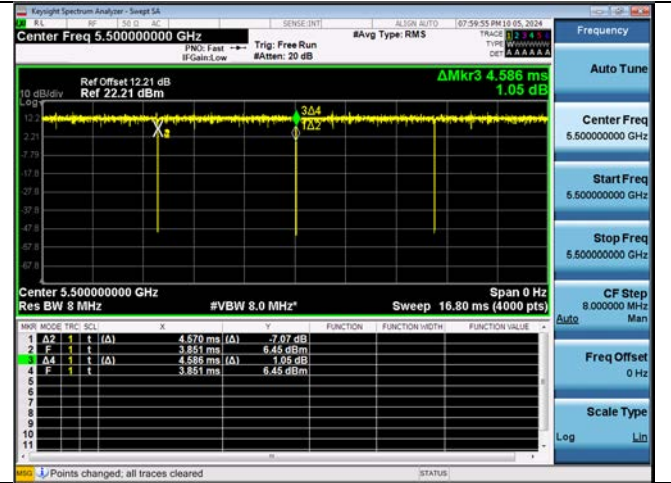 Keysight Spectrum Analyzer - Swept SA
RL RF 50 Ω AC SENSE:INT ALIGN AUTO 07:59:55 PM 10 05, 2024
Center Freq 5.500000000 GHz #Avg Type: RMS TRACE 1 2 3 4 5 6
PNO: Fast Trig: Free Run TYPE WWWWWW
IFGain:Low #Atten: 20 dB DET A A A A A A
Ref Offset 12.21 dB ΔMkr3 4.586 ms
10 dB/div Ref 22.21 dBm 1.05 dB
Log
12.2
2.21
-7.79
-17.8
-27.8
-37.8
-47.8
-57.8
-67.8
3Δ4
1Δ2
Center 5.500000000 GHz Span 0 Hz
Res BW 8 MHz #VBW 8.0 MHz* Sweep 16.80 ms (4000 pts)
MKR MODE TRC SCL X Y FUNCTION FUNCTION WIDTH FUNCTION VALUE
1 Δ2 1 t (Δ) 4.570 ms (Δ) -7.07 dB
2 F 1 t 3.851 ms 6.45 dBm
3 Δ4 1 t (Δ) 4.586 ms (Δ) 1.05 dB
4 F 1 t 3.851 ms 6.45 dBm
5
6
7
8
9
10
11
MSG Points changed; all traces cleared STATUS
Frequency
Auto Tune
Center Freq
5.500000000 GHz
Start Freq
5.500000000 GHz
Stop Freq
5.500000000 GHz
CF Step
8.000000 MHz
Auto Man
Freq Offset
0 Hz
Scale Type
Log Lin